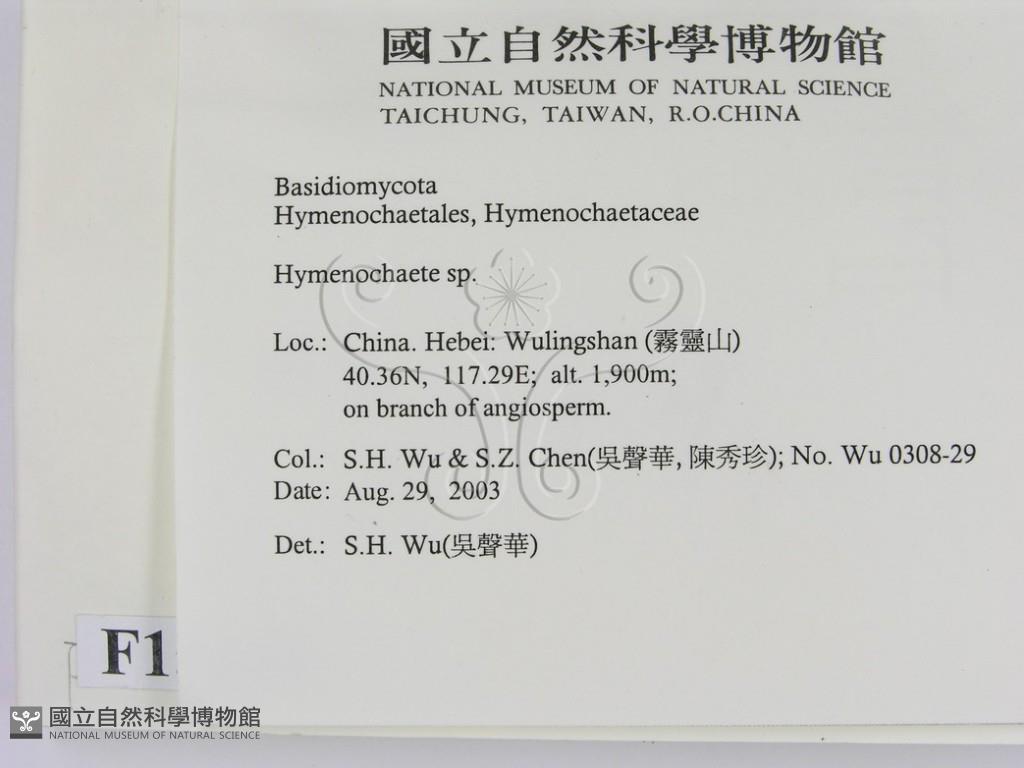 國立自然科學博物館
NATIONAL MUSEUM OF NATURAL SCIENCE
TAICHUNG, TAIWAN, R.O.CHINA
Basidiomycota
Hymenochaetales, Hymenochaetaceae
Hymenochaete sp.
Loc.: China. Hebei: Wulingshan (霧靈山)
40.36N, 117.29E; alt. 1,900m;
on branch of angiosperm.
Col.: S.H. Wu & S.Z. Chen(吳聲華, 陳秀珍); No. Wu 0308-29
Date: Aug. 29, 2003
Det.: S.H. Wu(吳聲華)
F1
國立自然科學博物館
NATIONAL MUSEUM OF NATURAL SCIENCE